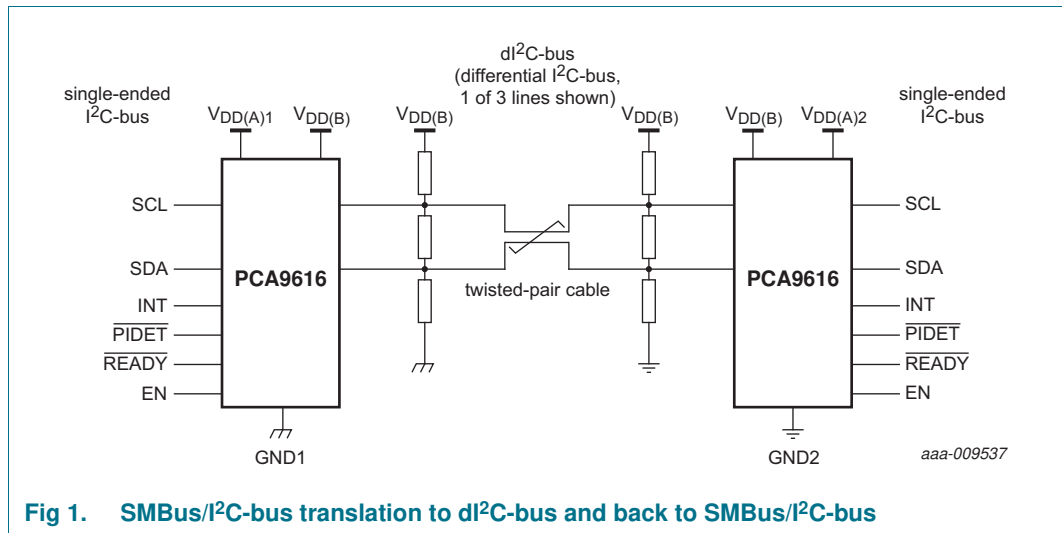 dI²C-bus
(differential I²C-bus,
1 of 3 lines shown)
single-ended
I²C-bus
single-ended
I²C-bus
VDD(A)1
VDD(B)
VDD(B)
VDD(B)
VDD(B)
VDD(A)2
SCL
SCL
SDA
PCA9616
twisted-pair cable
PCA9616
SDA
INT
INT
PIDET
PIDET
READY
READY
EN
EN
GND1
GND2
aaa-009537
Fig 1. SMBus/I²C-bus translation to dI²C-bus and back to SMBus/I²C-bus